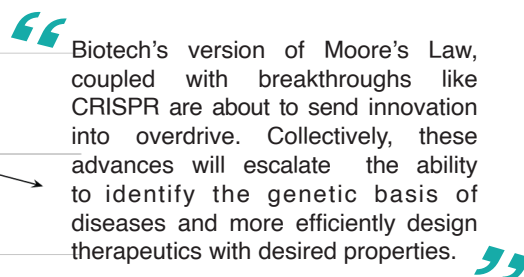 “
Biotech's version of Moore's Law,
coupled with breakthroughs like
CRISPR are about to send innovation
into overdrive. Collectively, these
advances will escalate the ability
to identify the genetic basis of
diseases and more efficiently design
therapeutics with desired properties.
”